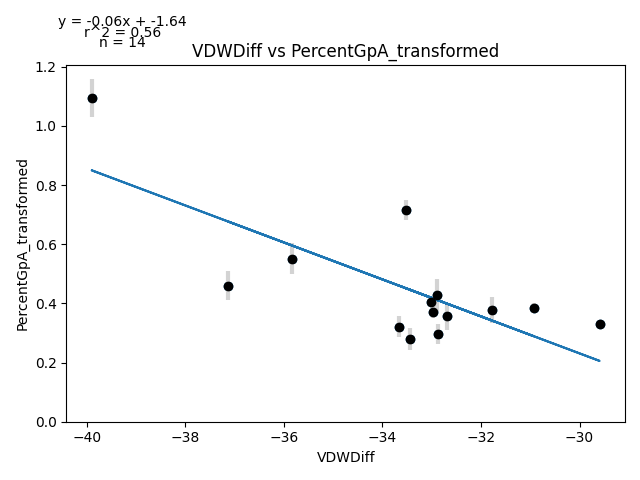 y = -0.06x + -1.64
r^2 = 0.56
n = 14
VDWDiff vs PercentGpA_transformed
1.2
1.0
0.8
0.6
0.4
0.2
0.0
PercentGpA_transformed
−40
−38
−36
−34
−32
−30
VDWDiff